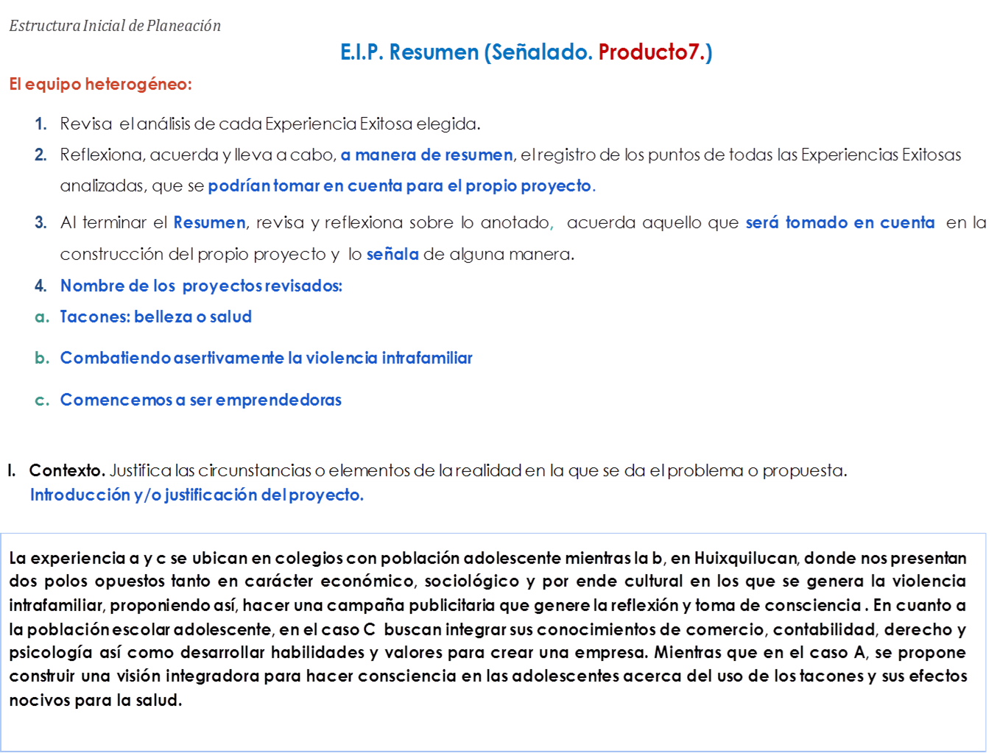 Estructura Inicial de Planeación
E.I.P. Resumen (Señalado. Producto7.)
El equipo heterogéneo:
1. Revisa el análisis de cada Experiencia Exitosa elegida.
2. Reflexiona, acuerda y lleva a cabo, a manera de resumen, el registro de los puntos de todas las Experiencias Exitosas
analizadas, que se podrían tomar en cuenta para el propio proyecto.
3. Al terminar el Resumen, revisa y reflexiona sobre lo anotado, acuerda aquello que será tomado en cuenta en la
construcción del propio proyecto y lo señala de alguna manera.
4. Nombre de los proyectos revisados:
a. Tacones: belleza o salud
b. Combatiendo asertivamente la violencia intrafamiliar
c. Comencemos a ser emprendedoras
I. Contexto. Justifica las circunstancias o elementos de la realidad en la que se da el problema o propuesta.
Introducción y/o justificación del proyecto.
La experiencia a y c se ubican en colegios con población adolescente mientras la b, en Huixquilucan, donde nos presentan
dos polos opuestos tanto en carácter económico, sociológico y por ende cultural en los que se genera la violencia
intrafamiliar, proponiendo así, hacer una campaña publicitaria que genere la reflexión y toma de consciencia . En cuanto a
la población escolar adolescente, en el caso C buscan integrar sus conocimientos de comercio, contabilidad, derecho y
psicología así como desarrollar habilidades y valores para crear una empresa. Mientras que en el caso A, se propone
construir una visión integradora para hacer consciencia en las adolescentes acerca del uso de los tacones y sus efectos
nocivos para la salud.